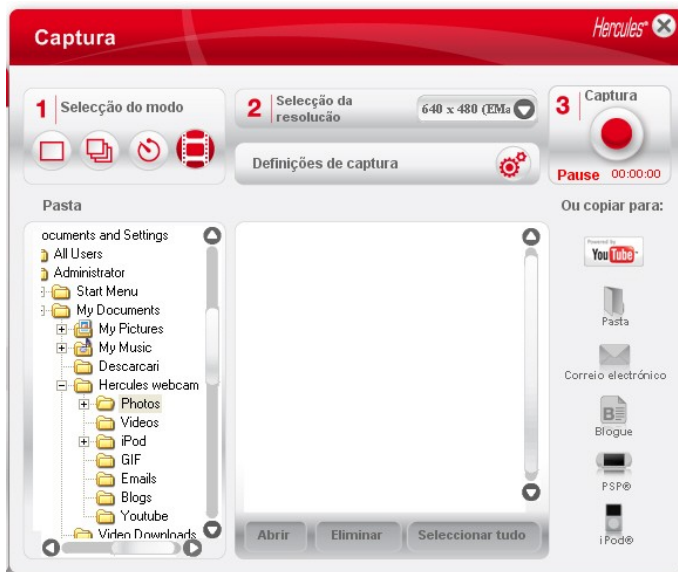 Captura
Hercules®
1 Selecção do modo
2 Selecção da
resolucão
640 x 480 (EMa
Definições de captura
3 Captura
Pause 00:00:00
Pasta
ocuments and Settings
All Users
Administrator
Start Menu
My Documents
My Pictures
My Music
Descarcari
Hercules webcam
Photos
Videos
iPod
GIF
Emails
Blogs
Youtube
Video Downloads
Abrir
Eliminar
Seleccionar tudo
Ou copiar para:
Powered by
YouTube
Pasta
Correio electrónico
B
Blogue
PSP®
iPod®